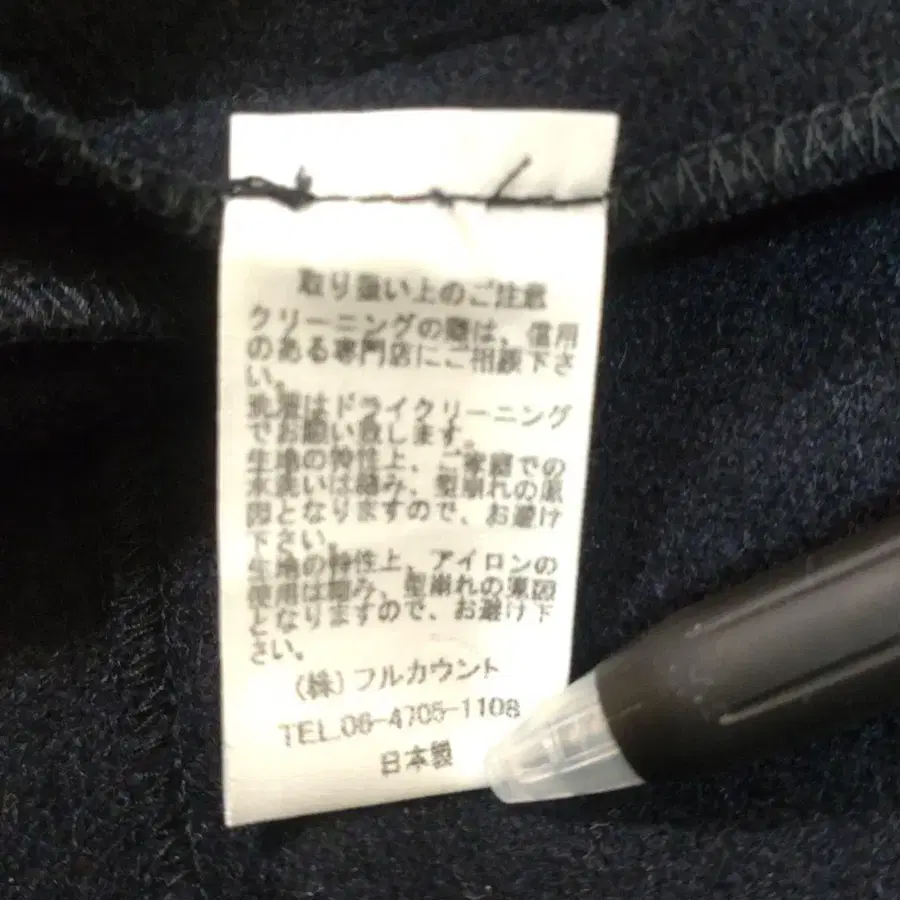 取り扱い上のご注意
クリーニングの際は、信用
のある専門店にご相談下さ
い。
洗濯はドライクリーニング
でお願い致します。
生地の特性上、ご家庭での
水洗いは縮み、型崩れの原
因となりますので、お避け
下さい。
生地の特性上、アイロンの
使用は縮み、型崩れの原因
となりますので、お避け下
さい。
(株)フルカウント
TEL.06-4705-1108
日本製